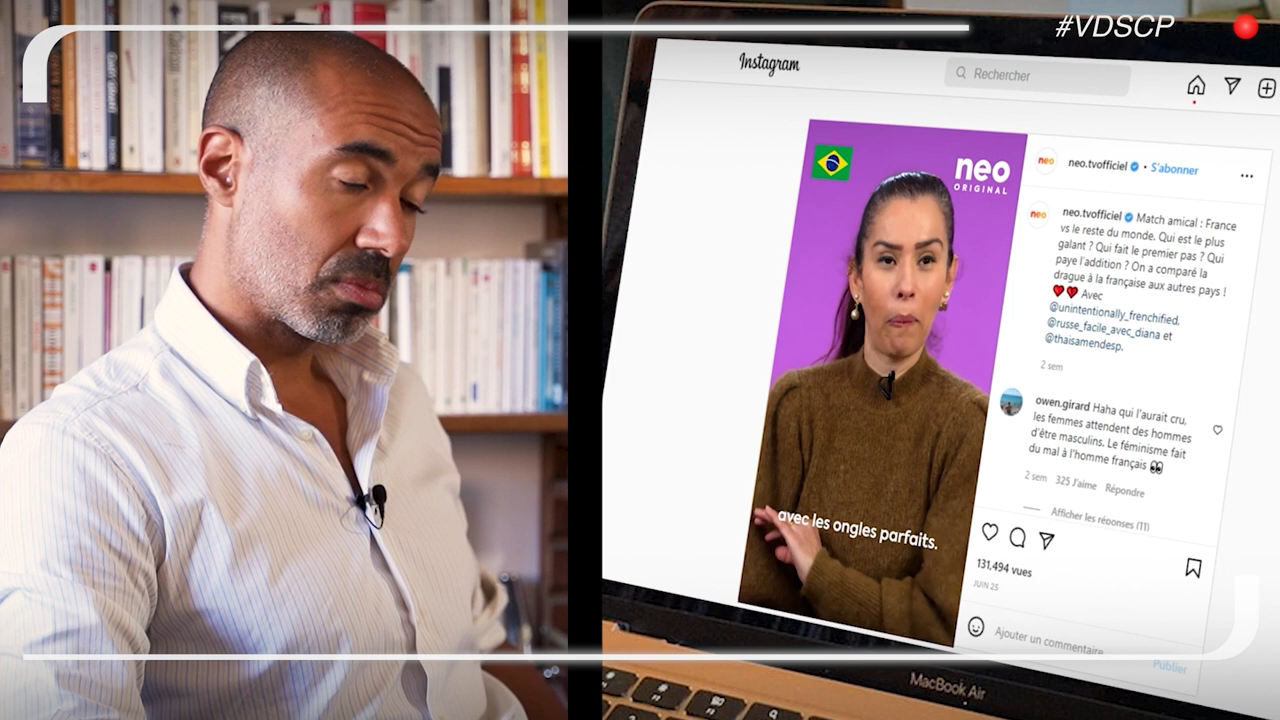 #VDSCP
Instagram
Rechercher
neo
ORIGINAL
avec les ongles parfaits.
neo
neo.tvofficiel • S'abonner
neo
neo.tvofficiel Match amical : France
vs le reste du monde. Qui est le plus
galant ? Qui fait le premier pas ? Qui
paye l'addition ? On a comparé la
drague à la française aux autres pays !
Avec
@unintentionally_frenchified,
@russe_facile_avec_diana et
@thaisamendesp.
2 sem
owen.girard Haha qui l'aurait cru,
les femmes attendent des hommes
d'être masculins. Le féminisme fait
du mal à l'homme français
2 sem 325 J'aime Répondre
Afficher les réponses (11)
131,494 vues
JUIN 25
Ajouter un commentaire
Publier
MacBook Air